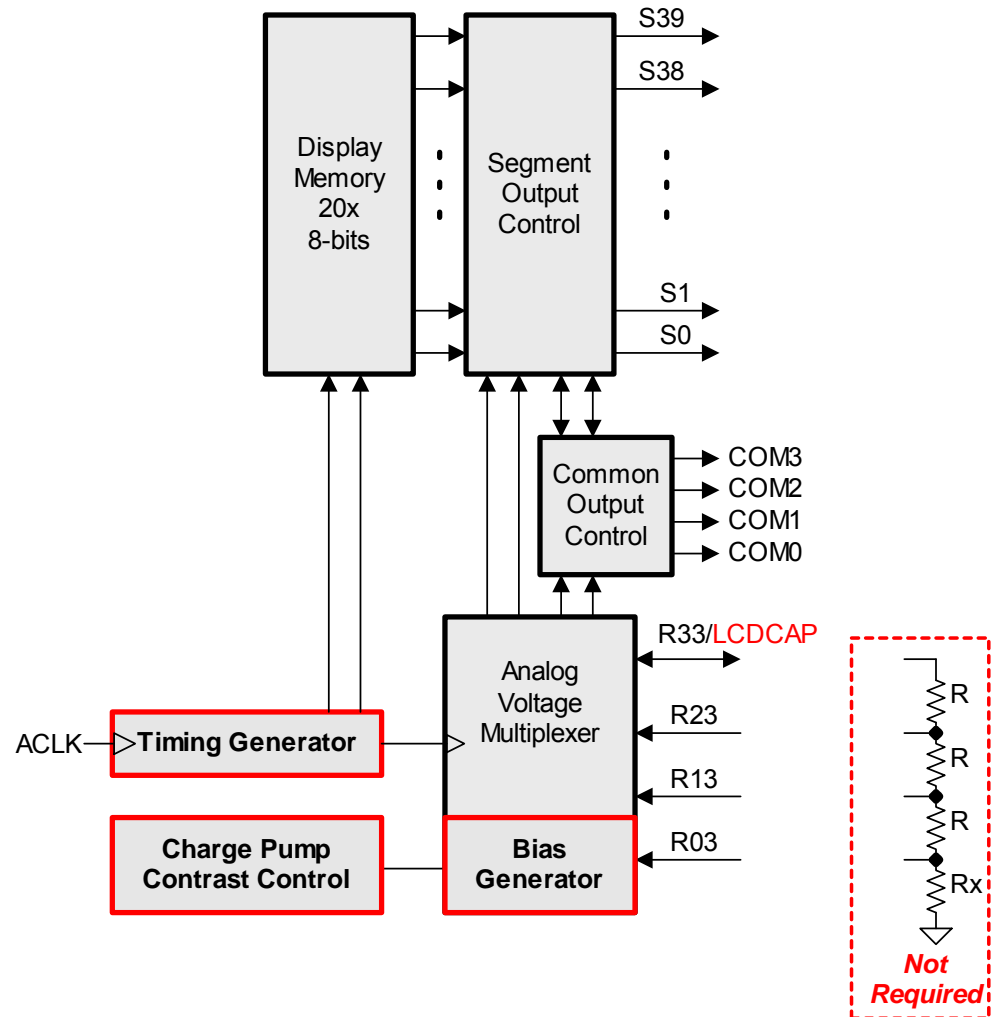 S39
S38
Display
Memory
20x
8-bits
Segment
Output
Control
S1
S0
Common
Output
Control
COM3
COM2
COM1
COM0
R33/LCDCAP
Analog
Voltage
Multiplexer
R23
R13
R03
ACLK
Timing Generator
Charge Pump
Contrast Control
Bias
Generator
R
R
R
Rx
Not
Required